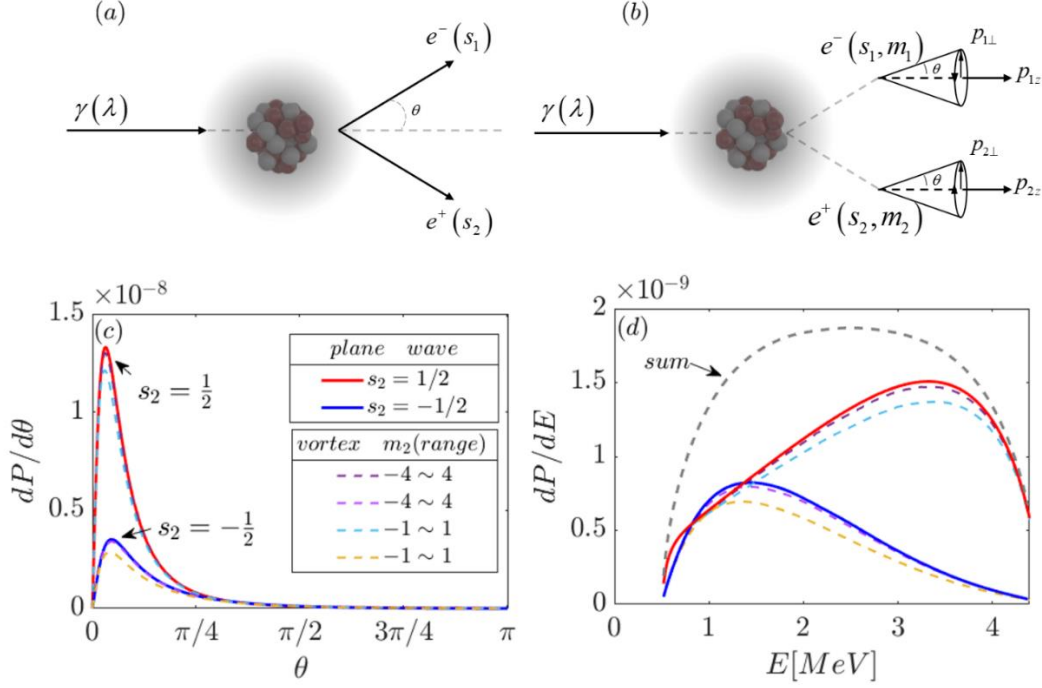 (a)
(b)
γ(λ)
e⁻(s₁)
θ
e⁺(s₂)
γ(λ)
e⁻(s₁, m₁)
θ
p₁⊥
p₁z
e⁺(s₂, m₂)
θ
p₂⊥
p₂z
×10⁻⁸
(c)
1.5
1
0.5
0
dP/dθ
s₂ = 1/2
s₂ = −1/2
plane wave
s₂ = 1/2
s₂ = −1/2
vortex m₂(range)
−4 ∼ 4
−4 ∼ 4
−1 ∼ 1
−1 ∼ 1
0 π/4 π/2 3π/4 π
θ
×10⁻⁹
(d)
2
1.5
1
0.5
0
dP/dE
sum
0 1 2 3 4
E[MeV]